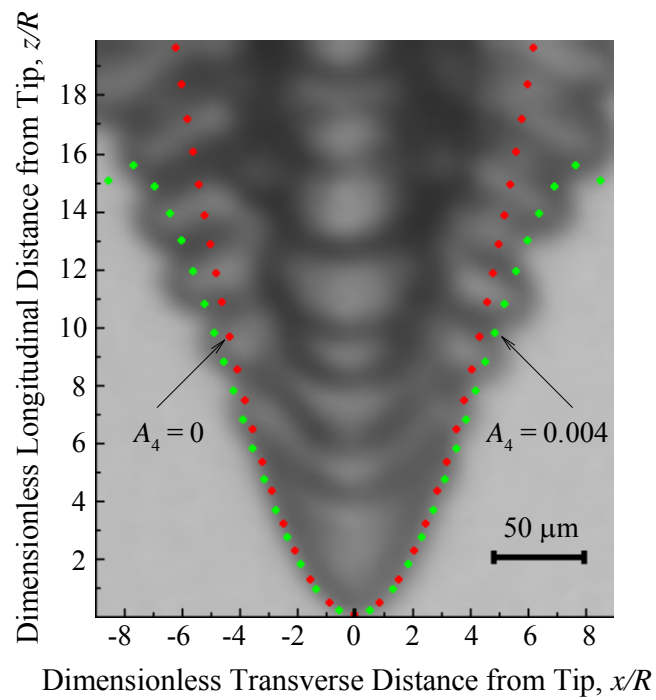 Dimensionless Longitudinal Distance from Tip, z/R
18
16
14
12
10
8
6
4
2
A₄ = 0
A₄ = 0.004
50 μm
-8 -6 -4 -2 0 2 4 6 8
Dimensionless Transverse Distance from Tip, x/R